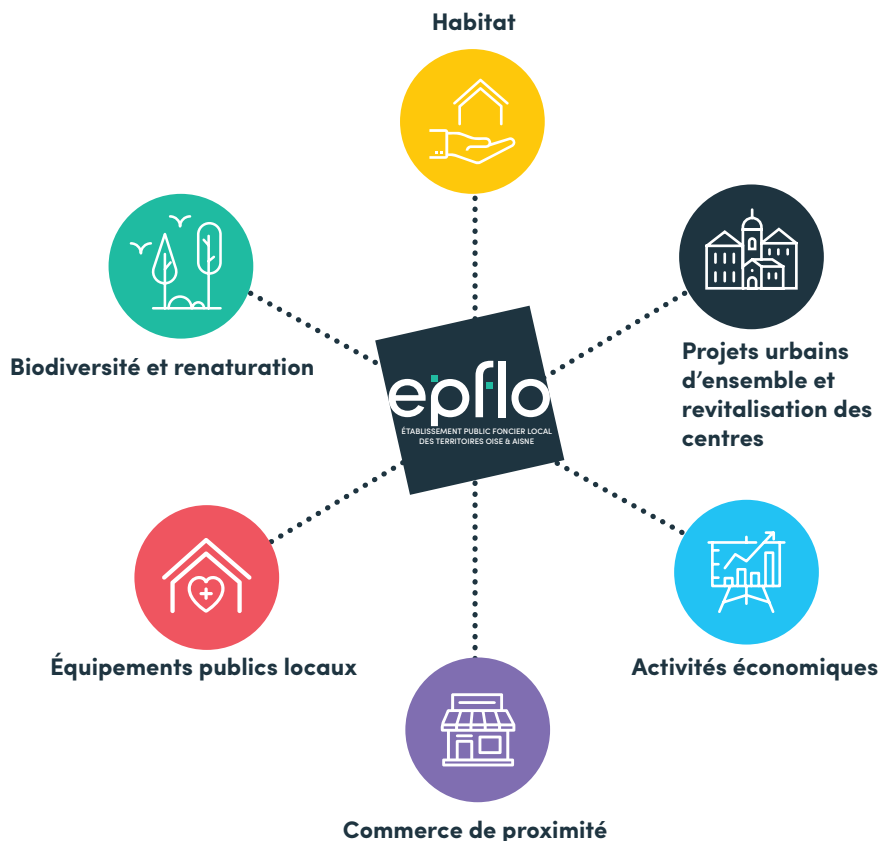 Habitat
Biodiversité et renaturation
Projets urbains
d’ensemble et
revitalisation des
centres
epflo
ÉTABLISSEMENT PUBLIC FONCIER LOCAL
DES TERRITOIRES OISE & AISNE
Équipements publics locaux
Activités économiques
Commerce de proximité